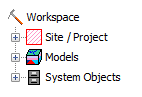 Workspace
Site / Project
Models
System Objects